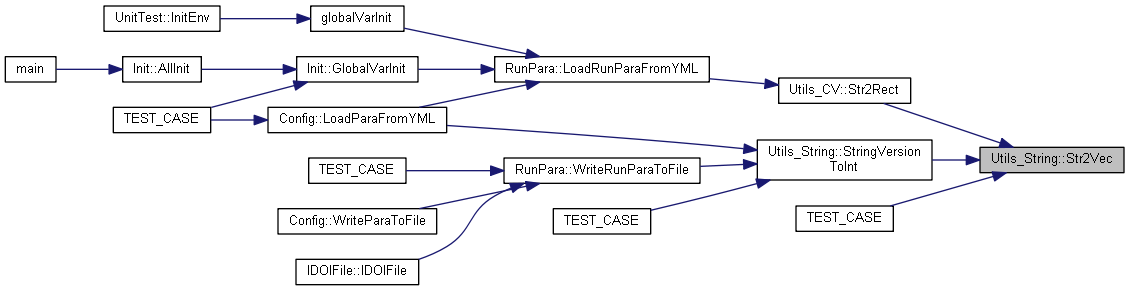 UnitTest::InitEnv
globalVarInit
main
Init::AllInit
Init::GlobalVarInit
RunPara::LoadRunParaFromYML
Utils_CV::Str2Rect
TEST_CASE
Config::LoadParaFromYML
Utils_String::StringVersion
ToInt
Utils_String::Str2Vec
TEST_CASE
RunPara::WriteRunParaToFile
Config::WriteParaToFile
TEST_CASE
TEST_CASE
IDOIFile::IDOIFile